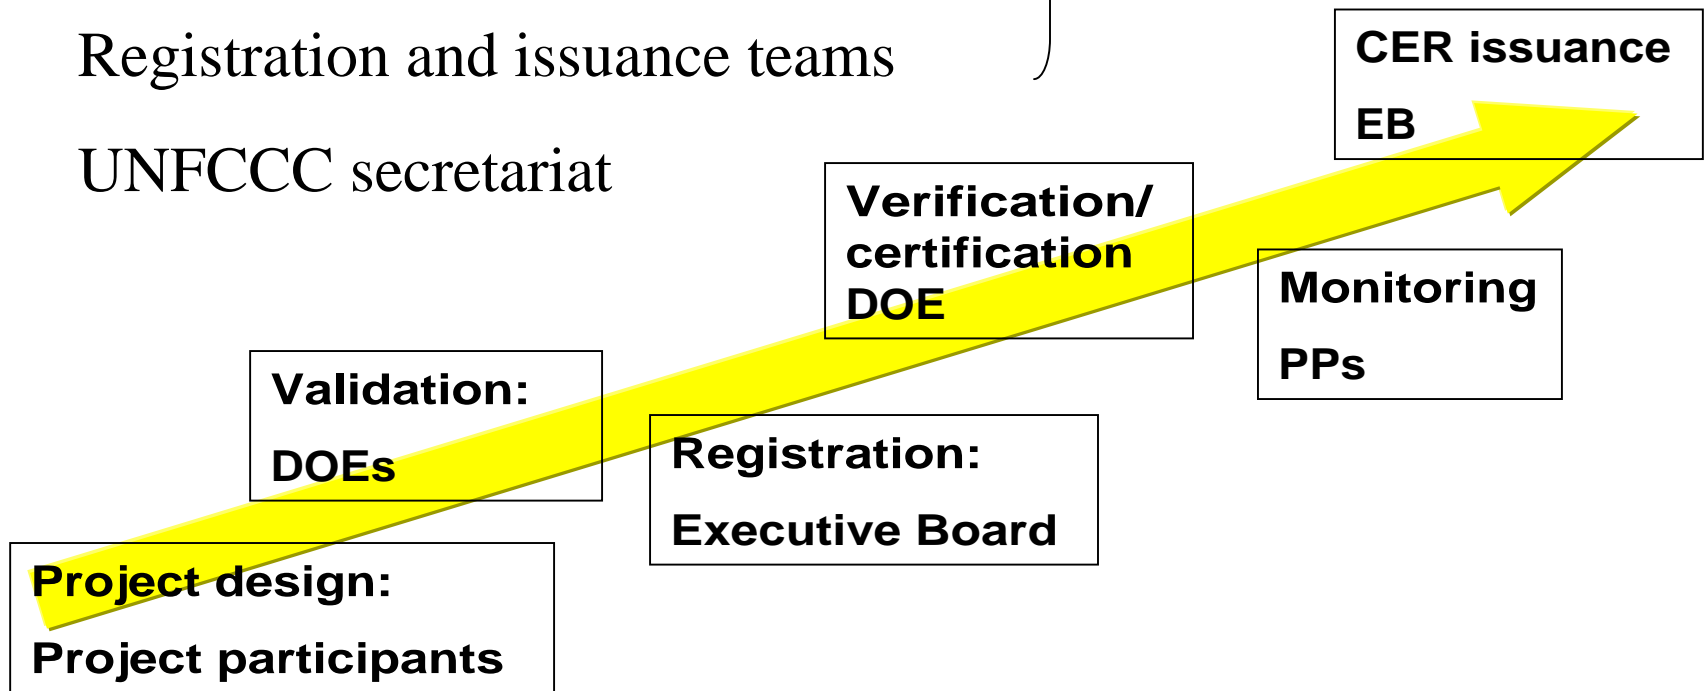 Registration and issuance teams
UNFCCC secretariat
CER issuance
EB
Verification/
certification
DOE
Monitoring
PPs
Validation:
DOEs
Registration:
Executive Board
Project design:
Project participants